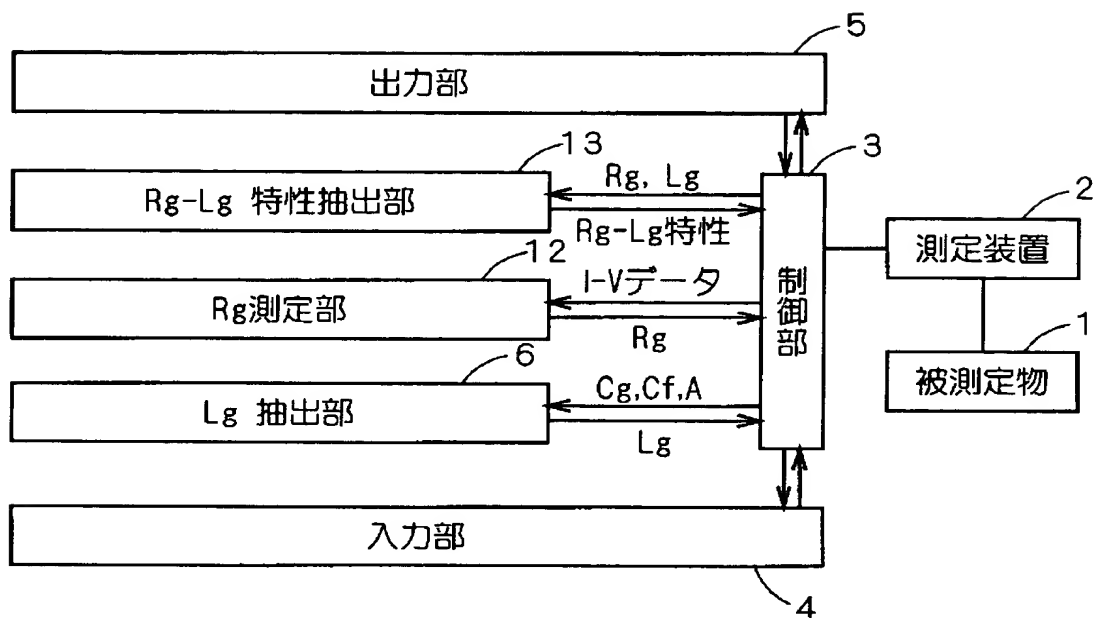 5
出力部
13
3
Rg-Lg 特性抽出部
Rg, Lg
Rg-Lg特性
2
測定装置
12
Rg測定部
I-Vデータ
Rg
制御部
1
被測定物
6
Lg 抽出部
Cg,Cf,A
Lg
入力部
4